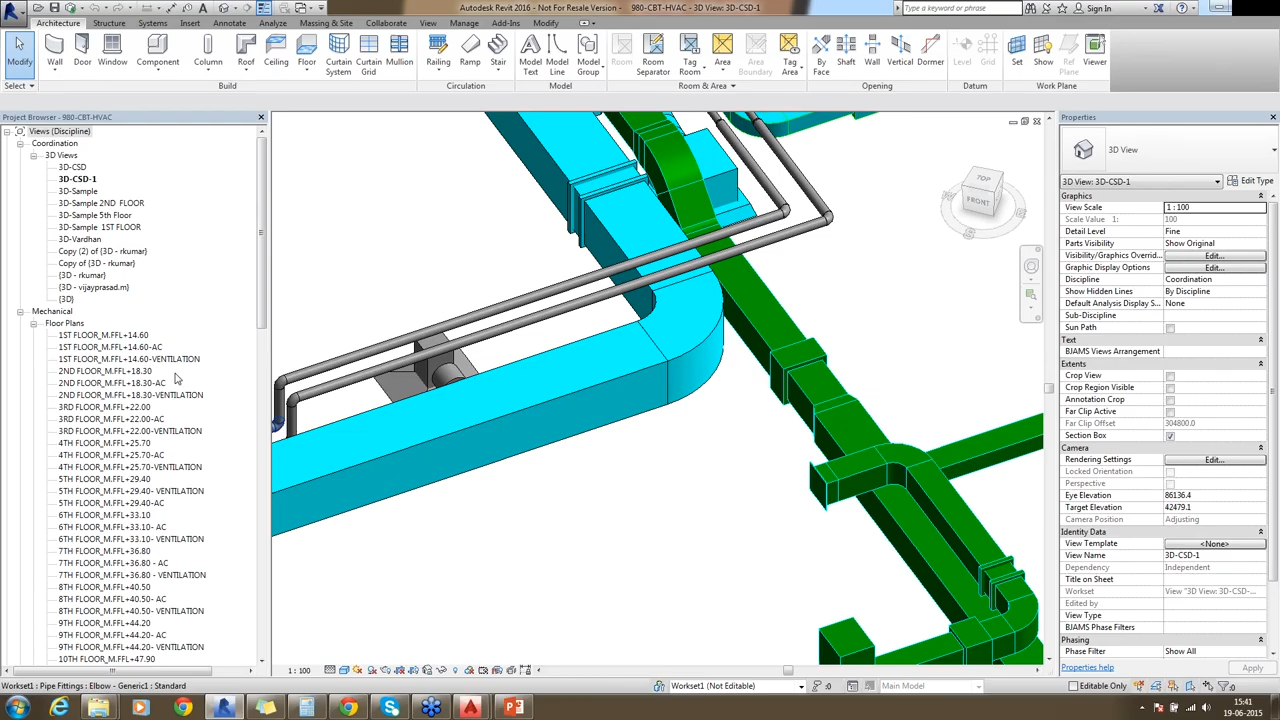 Autodesk Revit 2016 - Not For Resale Version - 980-CBT-HVAC - 3D View: 3D-CSD-1
Type a keyword or phrase
Sign In
Architecture Structure Systems Insert Annotate Analyze Massing & Site Collaborate View Manage Add-Ins Modify
Modify Wall Door Window Component Column Roof Ceiling Floor Curtain System Curtain Grid Mullion Railing Ramp Stair Model Text Model Line Model Group Room Room Separator Tag Room Area Area Boundary Tag Area By Face Shaft Wall Vertical Dormer Level Grid Set Show Ref Plane Viewer
Select Build Circulation Model Room & Area Opening Datum Work Plane
Project Browser - 980-CBT-HVAC
Views (Discipline)
Coordination
3D Views
3D-CSD
3D-CSD-1
3D-Sample
3D-Sample 2ND FLOOR
3D-Sample 5th Floor
3D-Sample 1ST FLOOR
3D-Vardhan
Copy (2) of {3D - rkumar}
Copy of {3D - rkumar}
{3D - rkumar}
{3D - vijayprasad.m}
{3D}
Mechanical
Floor Plans
1ST FLOOR_M.FFL+14.60
1ST FLOOR_M.FFL+14.60-AC
1ST FLOOR_M.FFL+14.60-VENTILATION
2ND FLOOR_M.FFL+18.30
2ND FLOOR_M.FFL+18.30-AC
2ND FLOOR_M.FFL+18.30-VENTILATION
3RD FLOOR_M.FFL+22.00
3RD FLOOR_M.FFL+22.00-AC
3RD FLOOR_M.FFL+22.00-VENTILATION
4TH FLOOR_M.FFL+25.70
4TH FLOOR_M.FFL+25.70-AC
4TH FLOOR_M.FFL+25.70-VENTILATION
5TH FLOOR_M.FFL+29.40
5TH FLOOR_M.FFL+29.40- VENTILATION
5TH FLOOR_M.FFL+29.40-AC
6TH FLOOR_M.FFL+33.10
6TH FLOOR_M.FFL+33.10- AC
6TH FLOOR_M.FFL+33.10- VENTILATION
7TH FLOOR_M.FFL+36.80
7TH FLOOR_M.FFL+36.80 - AC
7TH FLOOR_M.FFL+36.80 - VENTILATION
8TH FLOOR_M.FFL+40.50
8TH FLOOR_M.FFL+40.50- AC
8TH FLOOR_M.FFL+40.50- VENTILATION
9TH FLOOR_M.FFL+44.20
9TH FLOOR_M.FFL+44.20- AC
9TH FLOOR_M.FFL+44.20- VENTILATION
10TH FLOOR_M.FFL+47.90
TOP
FRONT
Properties
3D View
3D View: 3D-CSD-1 Edit Type
Graphics
View Scale 1 : 100
Scale Value 1: 100
Detail Level Fine
Parts Visibility Show Original
Visibility/Graphics Overrid... Edit...
Graphic Display Options Edit...
Discipline Coordination
Show Hidden Lines By Discipline
Default Analysis Display S... None
Sub-Discipline
Sun Path
Text
BJAMS Views Arrangement
Extents
Crop View
Crop Region Visible
Annotation Crop
Far Clip Active
Far Clip Offset 304800.0
Section Box
Camera
Rendering Settings Edit...
Locked Orientation
Perspective
Eye Elevation 86136.4
Target Elevation 42479.1
Camera Position Adjusting
Identity Data
View Template <None>
View Name 3D-CSD-1
Dependency Independent
Title on Sheet
Workset View "3D View: 3D-CSD-...
Edited by
View Type
BJAMS Phase Filters
Phasing
Phase Filter Show All
Properties help Apply
1 : 100
Workset1 : Pipe Fittings : Elbow - Generic1 : Standard
Workset1 (Not Editable)
:0
Main Model
Editable Only
:0
15:41
19-06-2015